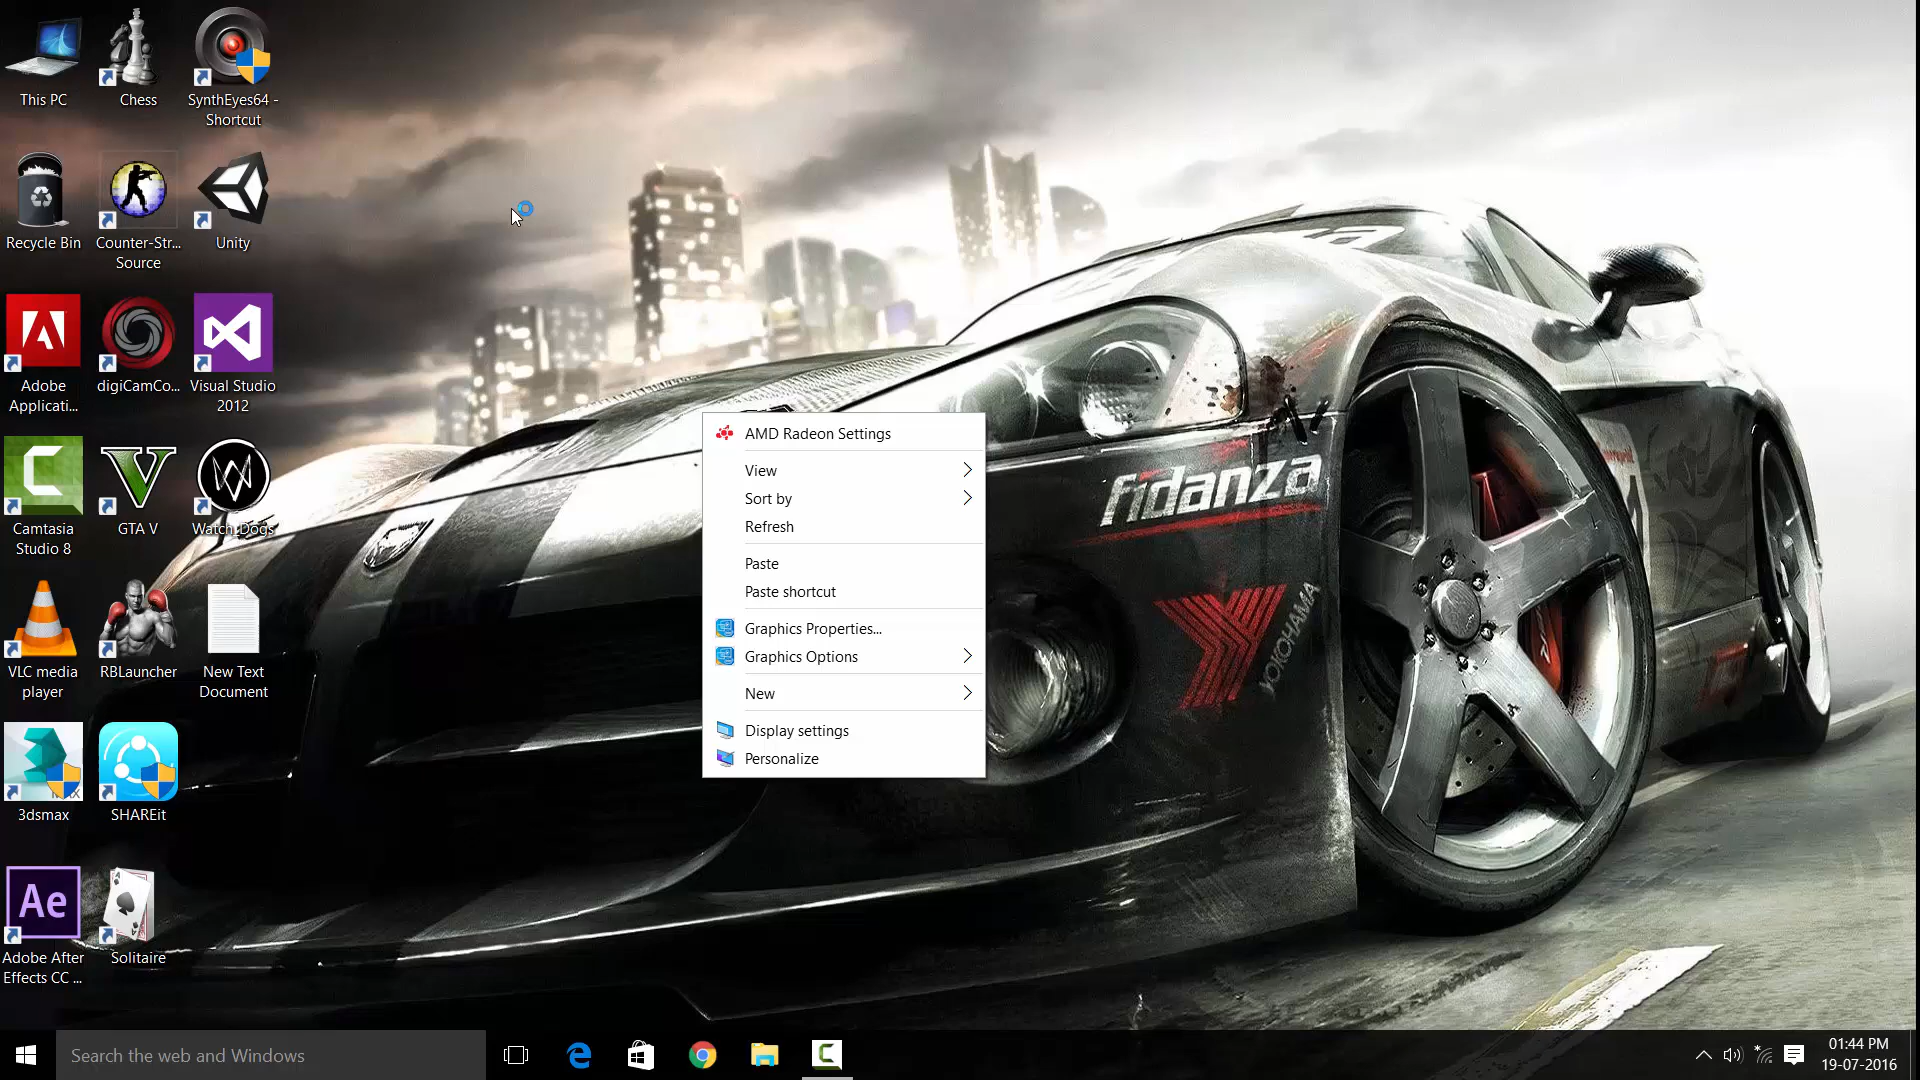 This PC
Chess
SynthEyes64 -
Shortcut
Recycle Bin
Counter-Str...
Source
Unity
Adobe
Applicati...
digiCamCo...
Visual Studio
2012
Camtasia
Studio 8
GTA V
Watch_Dogs
VLC media
player
RBLauncher
New Text
Document
3dsmax
SHAREit
Ae
Adobe After
Effects CC ...
Solitaire
AMD Radeon Settings
View
Sort by
Refresh
Paste
Paste shortcut
Graphics Properties...
Graphics Options
New
Display settings
Personalize
fidanza
YOKOHAMA
Search the web and Windows
01:44 PM
19-07-2016